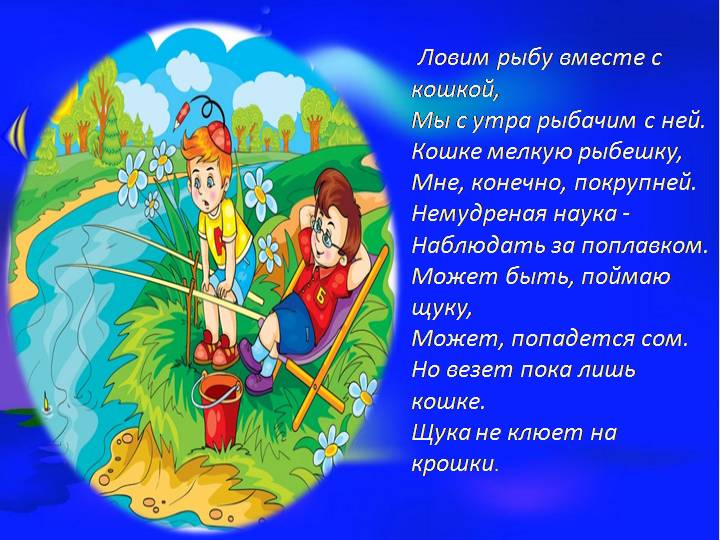 Ловим рыбу вместе с
кошкой,
Мы с утра рыбачим с ней.
Кошке мелкую рыбешку,
Мне, конечно, покрупней.
Немудреная наука -
Наблюдать за поплавком.
Может быть, поймаю
щуку,
Может, попадется сом.
Но везет пока лишь
кошке.
Щука не клюет на
крошки.
К
Б